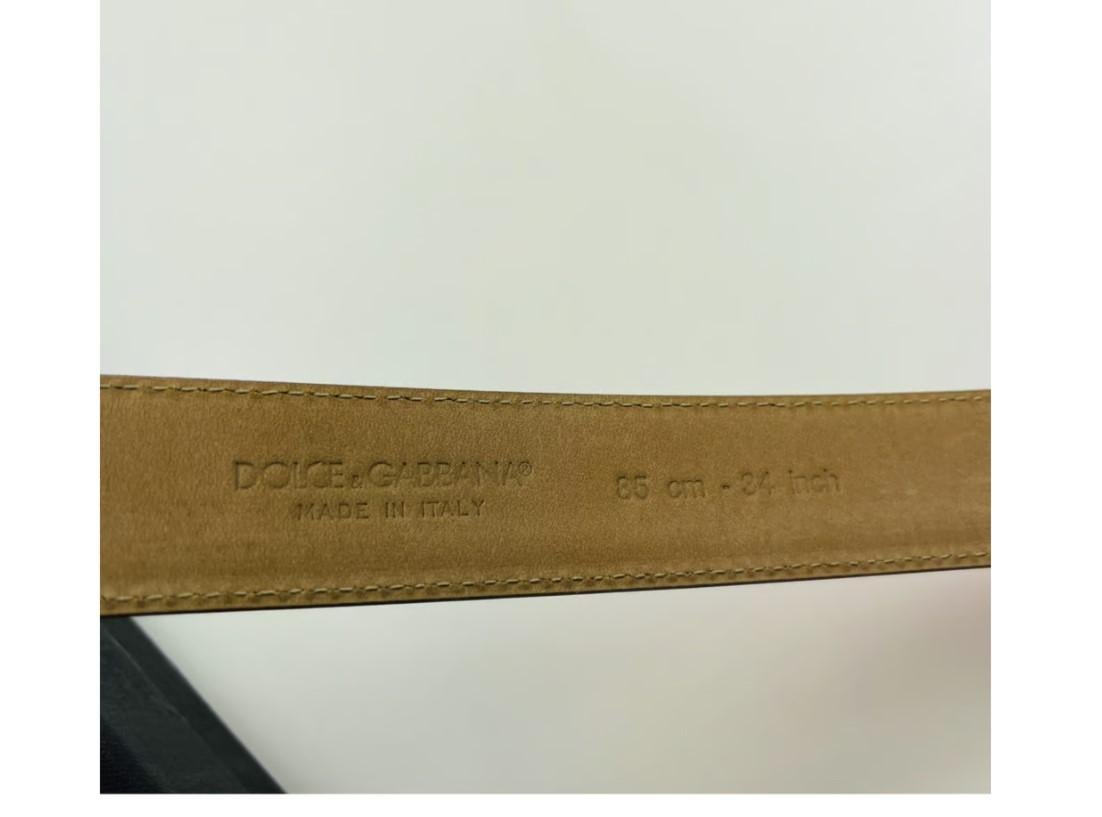 DOLCE & GABBANA® 85 cm - 34 inch
MADE IN ITALY